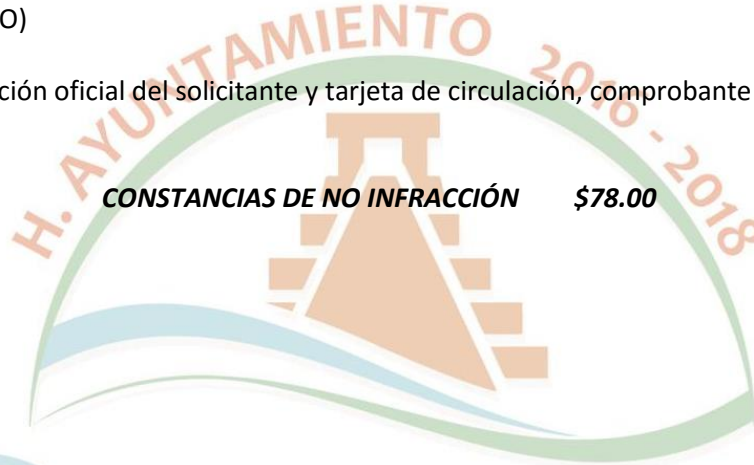 O)
H. AYUNTAMIENTO 2016 - 2018
ción oficial del solicitante y tarjeta de circulación, comprobante
CONSTANCIAS DE NO INFRACCIÓN $78.00